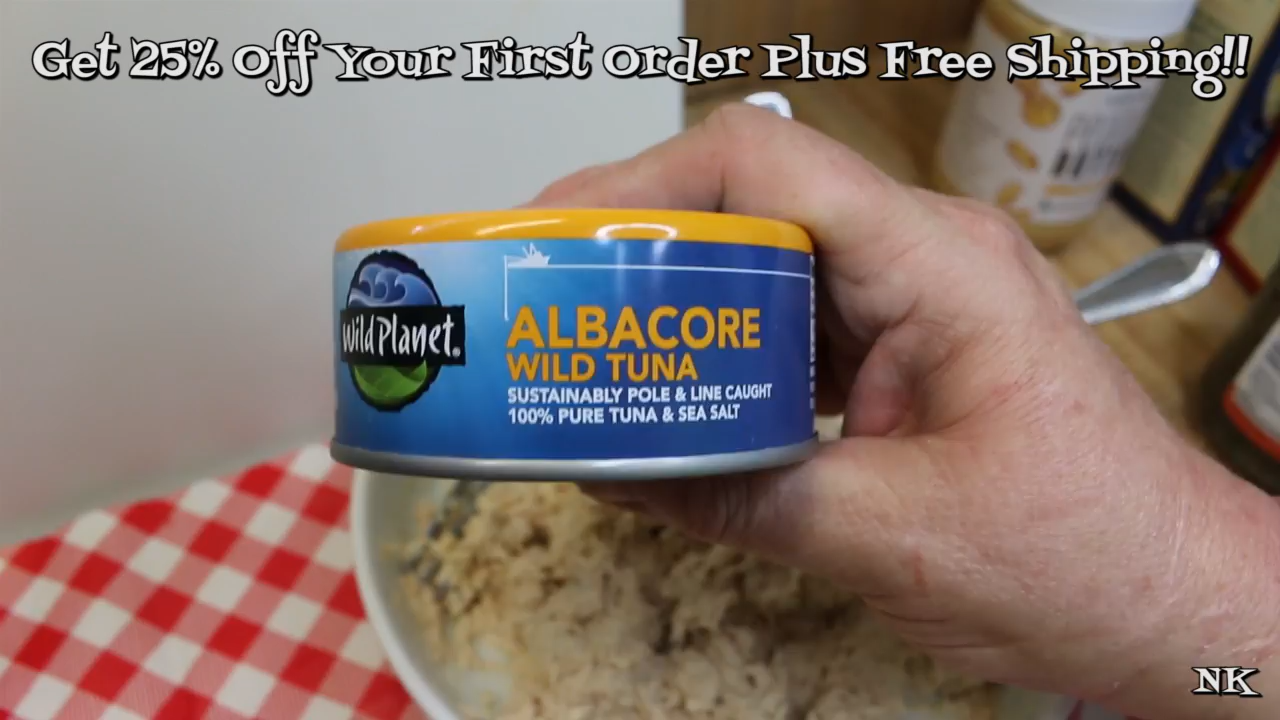 Get 25% off Your First order Plus Free Shipping!!
Wild Planet®
ALBACORE
WILD TUNA
SUSTAINABLY POLE & LINE CAUGHT
100% PURE TUNA & SEA SALT
NK